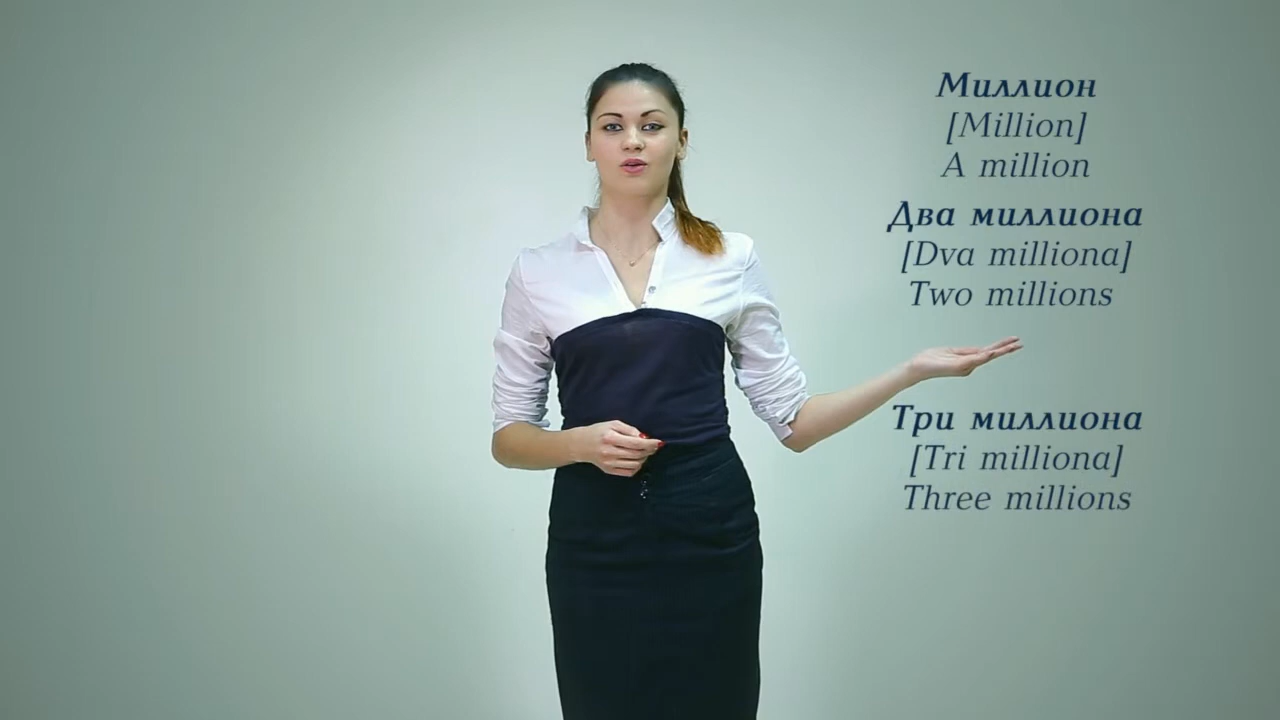 Миллион
[Million]
A million
Два миллиона
[Dva milliona]
Two millions
Три миллиона
[Tri milliona]
Three millions